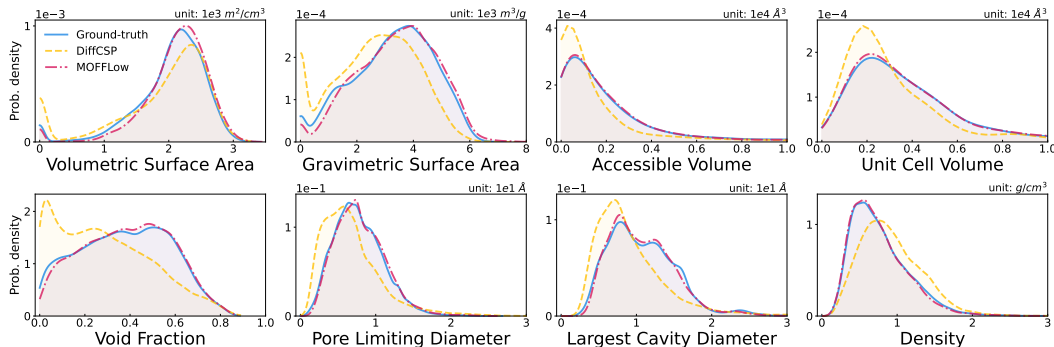 1e−3 unit: 1e3 m²/cm³
1e−4 unit: 1e3 m²/g
1e−4 unit: 1e4 Å³
1e−4 unit: 1e4 Å³
Prob. density
1
0
Ground-truth
DiffCSP
MOFFLow
0 1 2 3
Volumetric Surface Area
2
1
0
0 2 4 6 8
Gravimetric Surface Area
4
2
0.0 0.2 0.4 0.6 0.8 1.0
Accessible Volume
2
1
0.0 0.2 0.4 0.6 0.8 1.0
Unit Cell Volume
1e−1 unit: 1e1 Å
1e−1 unit: 1e1 Å
unit: g/cm³
Prob. density
2
1
0
0.0 0.2 0.4 0.6 0.8 1.0
Void Fraction
1
0
0 1 2 3
Pore Limiting Diameter
1
0
0 1 2 3
Largest Cavity Diameter
1
0
0 1 2 3
Density